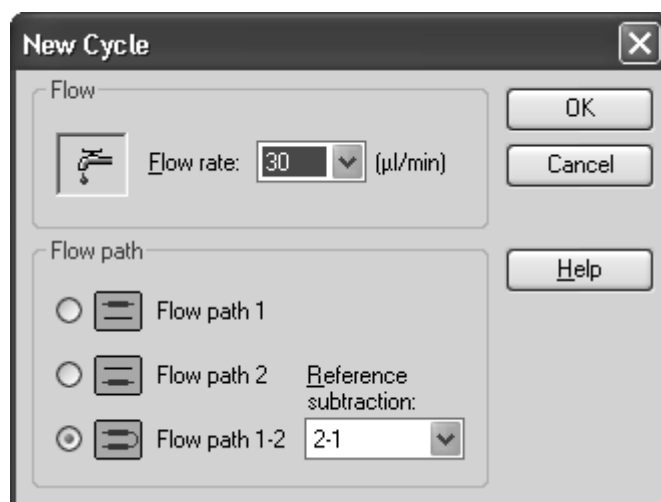 New Cycle
Flow
Flow rate: 30 (µl/min)
OK
Cancel
Flow path
Help
Flow path 1
Flow path 2
Reference subtraction:
Flow path 1-2
2-1